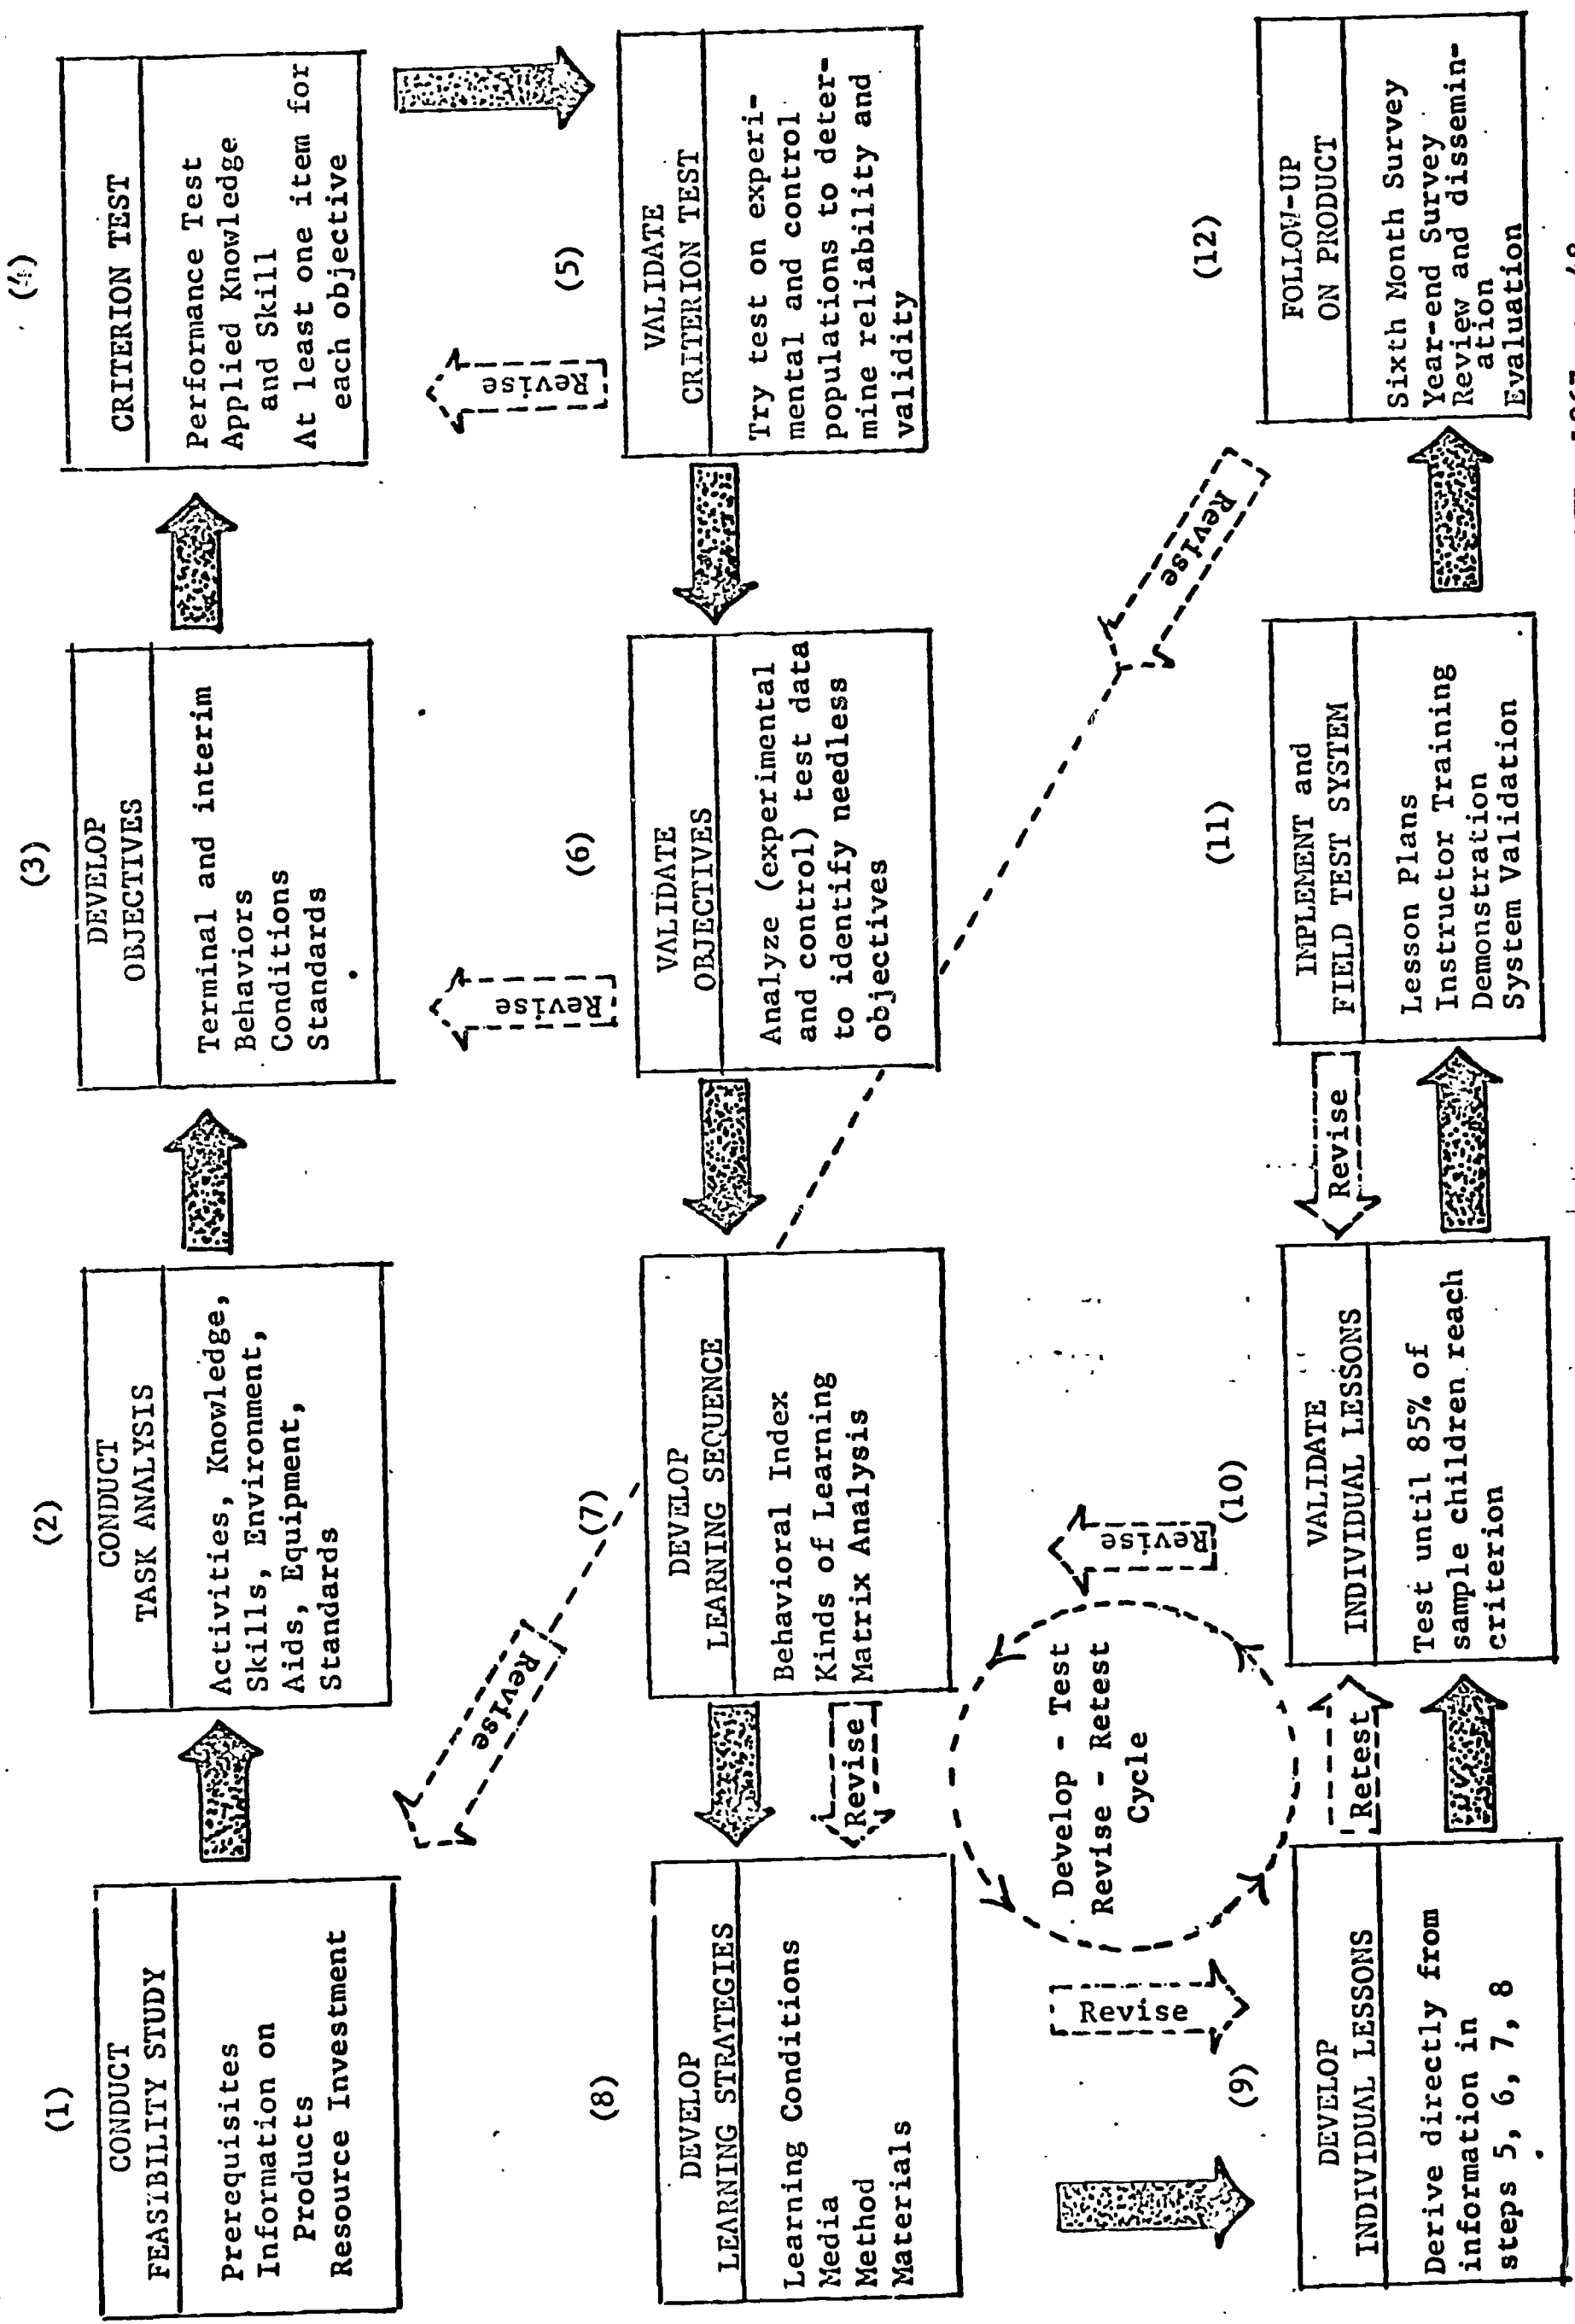 (1)
CONDUCT
FEASIBILITY STUDY
Prerequisites
Information on
Products
Resource Investment
(2)
CONDUCT
TASK ANALYSIS
Activities, Knowledge,
Skills, Environment,
Aids, Equipment,
Standards
(3)
DEVELOP
OBJECTIVES
Terminal and interim
Behaviors
Conditions
Standards
(4)
CRITERION TEST
Performance Test
Applied Knowledge
and Skill
At least one item for
each objective
Revise
Revise
Revise
(5)
VALIDATE
CRITERION TEST
Try test on experi-
mental and control
populations to deter-
mine reliability and
validity
(6)
VALIDATE
OBJECTIVES
Analyze (experimental
and control) test data
to identify needless
objectives
(7)
DEVELOP
LEARNING SEQUENCE
Behavioral Index
Kinds of Learning
Matrix Analysis
Revise
(8)
DEVELOP
LEARNING STRATEGIES
Learning Conditions
Media
Method
Materials
Revise
Develop - Test
Revise - Retest
Cycle
Revise
Revise
(9)
DEVELOP
INDIVIDUAL LESSONS
Derive directly from
information in
steps 5, 6, 7, 8
Retest
(10)
VALIDATE
INDIVIDUAL LESSONS
Test until 85% of
sample children reach
criterion
Revise
(11)
IMPLEMENT and
FIELD TEST SYSTEM
Lesson Plans
Instructor Training
Demonstration
System Validation
(12)
FOLLOW-UP
ON PRODUCT
Sixth Month Survey
Year-end Survey
Review and dissemin-
ation
Evaluation